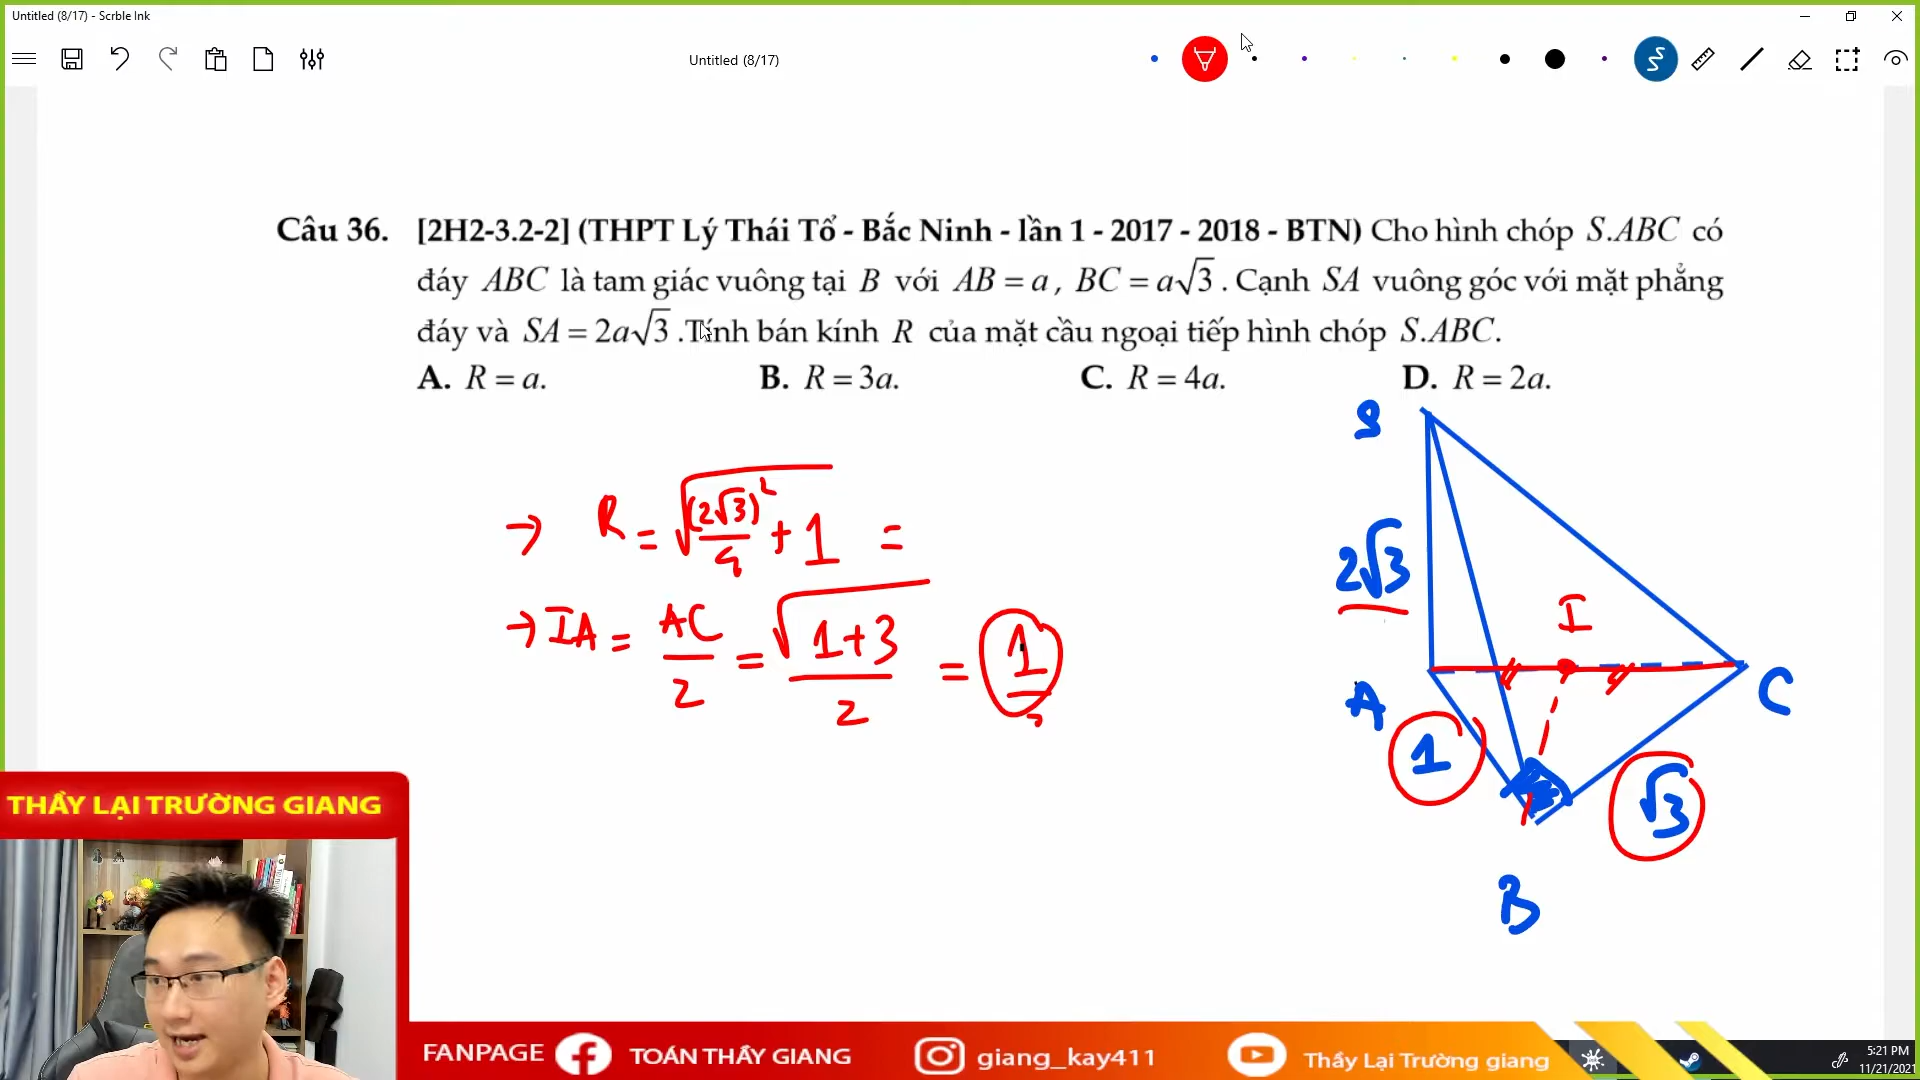 Untitled (8/17) - Scrble Ink
Untitled (8/17)
Câu 36. [2H2-3.2-2] (THPT Lý Thái Tổ - Bắc Ninh - lần 1 - 2017 - 2018 - BTN) Cho hình chóp S.ABC có
đáy ABC là tam giác vuông tại B với AB = a, BC = a√3. Cạnh SA vuông góc với mặt phẳng
đáy và SA = 2a√3.Tính bán kính R của mặt cầu ngoại tiếp hình chóp S.ABC.
A. R = a. B. R = 3a. C. R = 4a. D. R = 2a.
S
→ R = √((2√3)²/4 + 1) =
2√3
→ IA = AC/2 = √(1+3)/2 = 1
I
A
C
1
√3
B
THẦY LẠI TRƯỜNG GIANG
FANPAGE TOÁN THẦY GIANG giang_kay411 Thầy Lại Trường giang
5:21 PM
11/21/2021